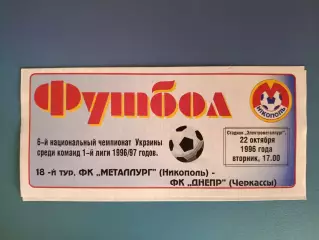 Футбол
НИКОПОЛЬ
6-й национальный чемпионат Украины
среди команд 1-й лиги 1996/97 годов.
Стадион „Электрометаллург"
22 октября
1996 года
вторник, 17.00
18-й тур, ФК „МЕТАЛЛУРГ" (Никополь) -
ФК „ДНЕПР" (Черкассы)